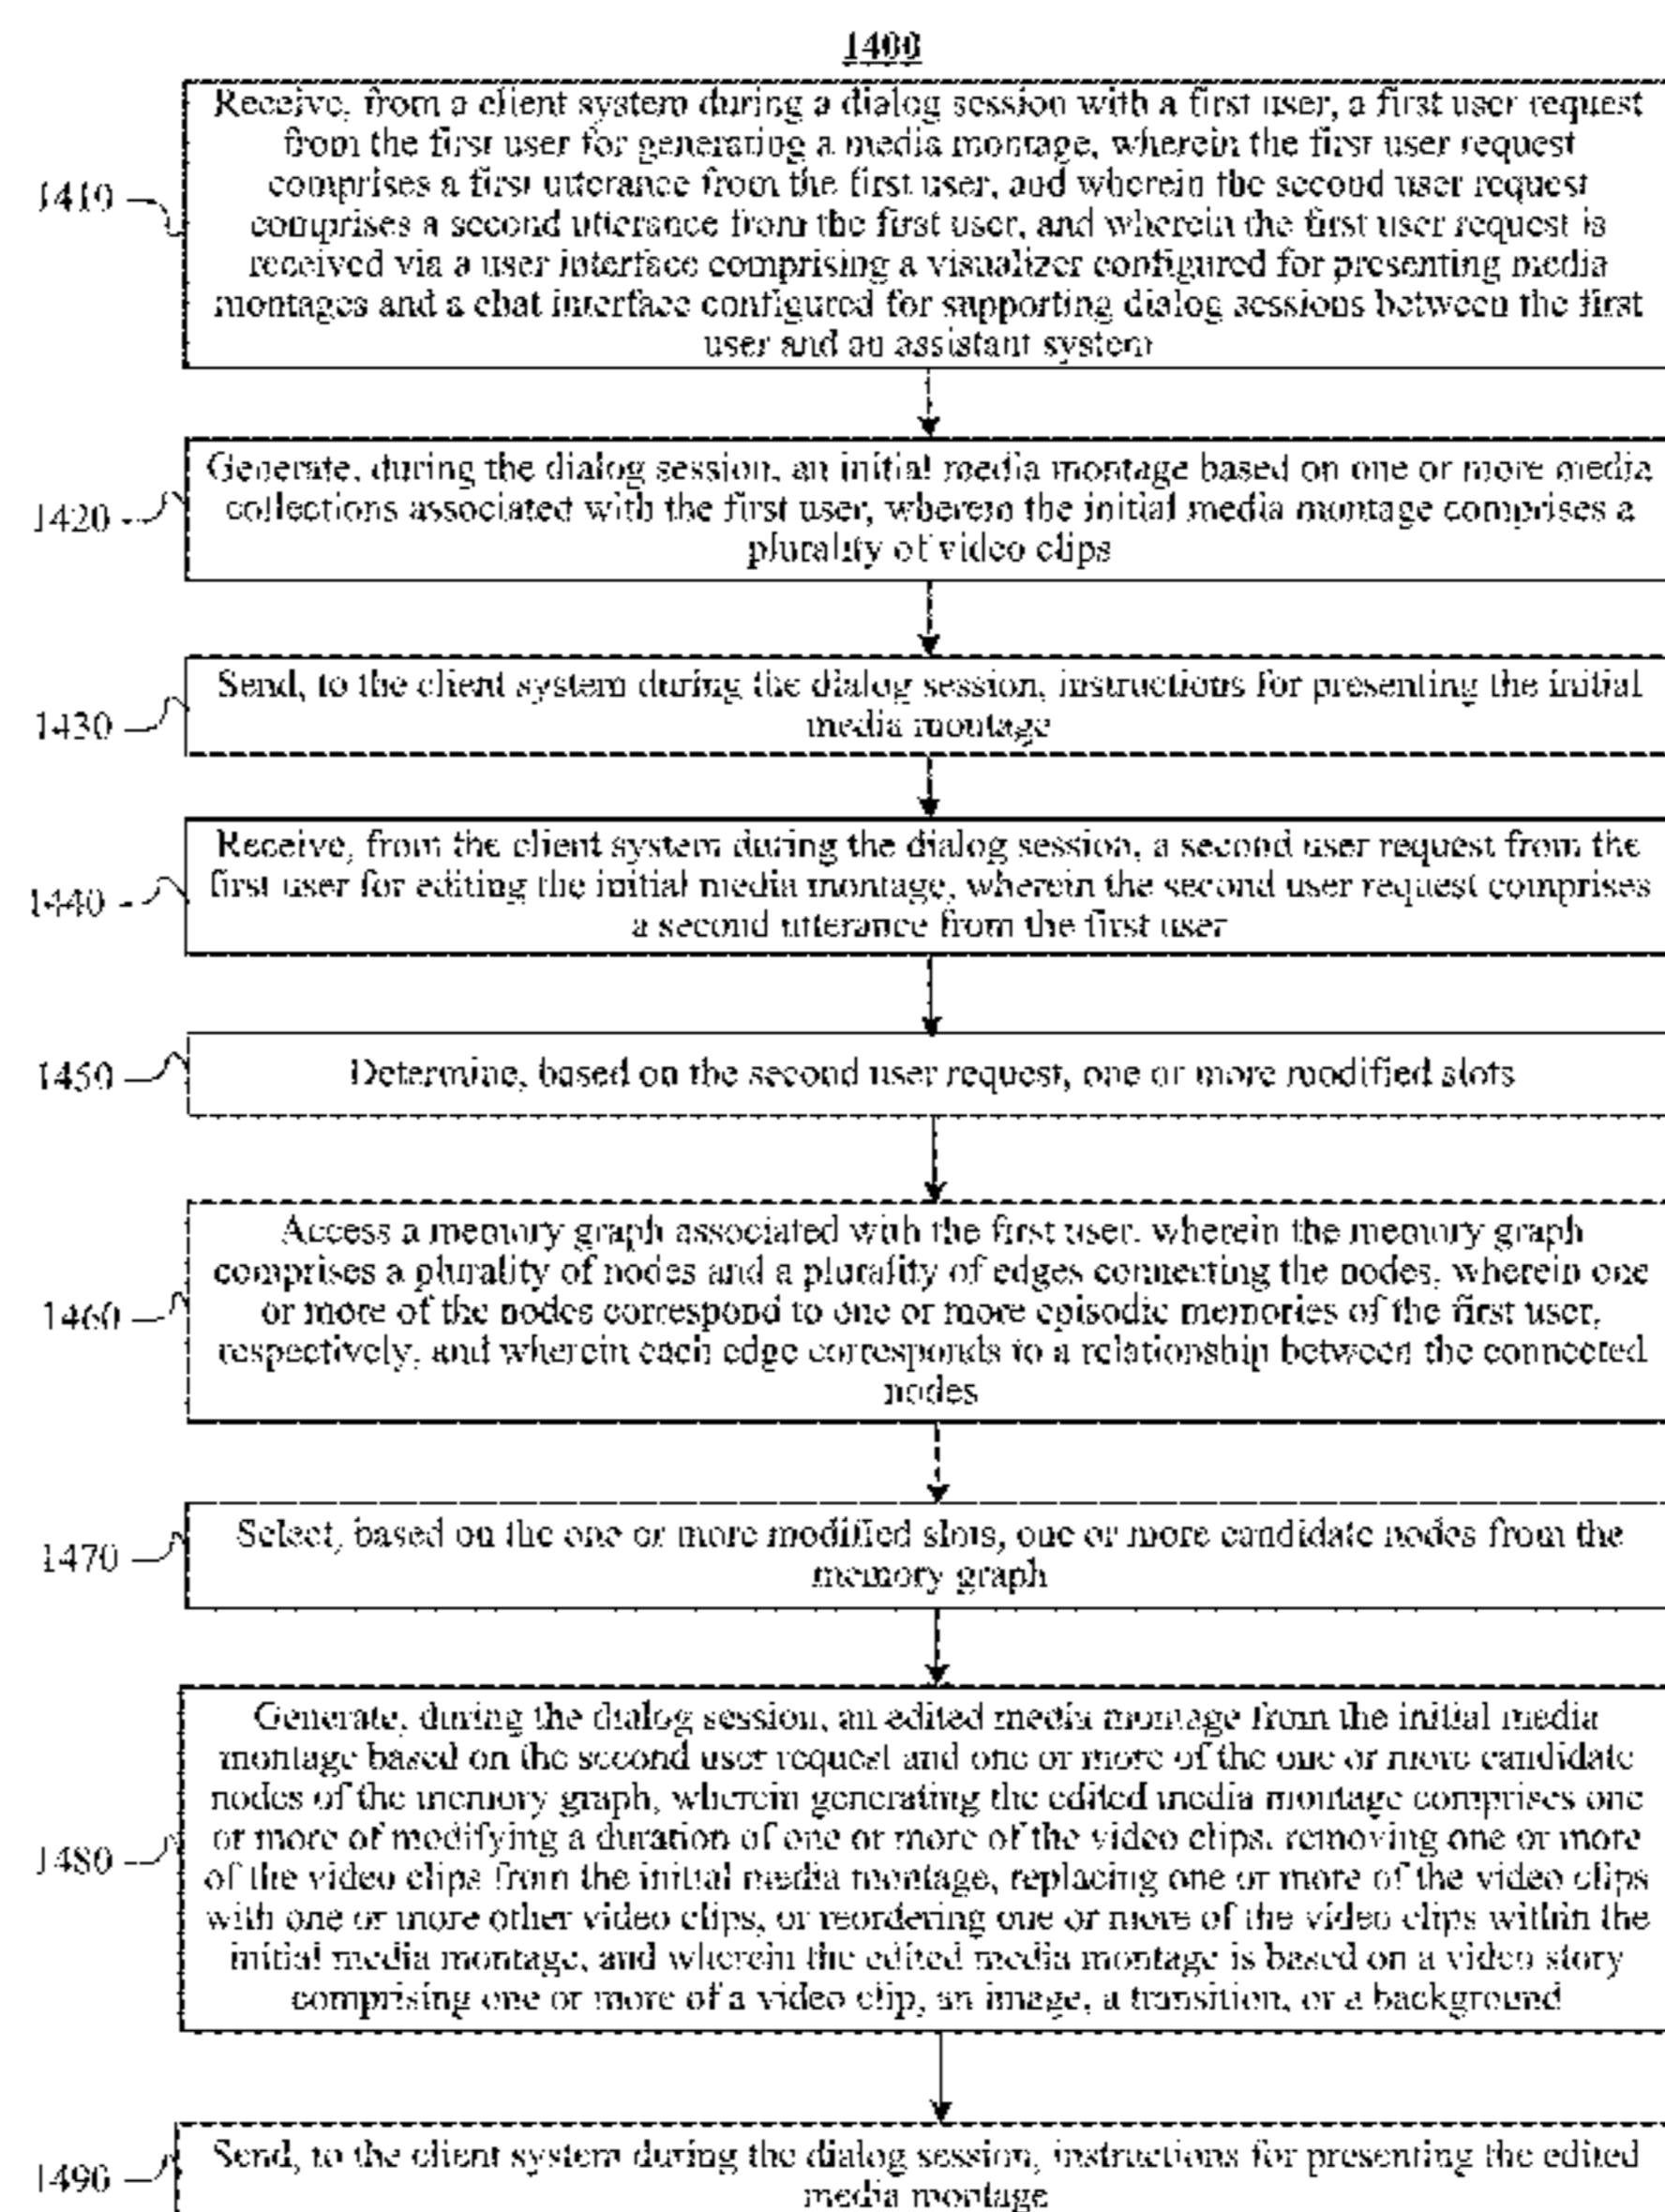 1400
Receive, from a client system during a dialog session with a first user, a first user request
from the first user for generating a media montage, wherein the first user request
comprises a first utterance from the first user, and wherein the second user request
comprises a second utterance from the first user, and wherein the first user request is
received via a user interface comprising a visualizer configured for presenting media
montages and a chat interface configured for supporting dialog sessions between the first
user and an assistant system
1410
Generate, during the dialog session, an initial media montage based on one or more media
collections associated with the first user, wherein the initial media montage comprises a
plurality of video clips
1420
Send, to the client system during the dialog session, instructions for presenting the initial
media montage
1430
Receive, from the client system during the dialog session, a second user request from the
first user for editing the initial media montage, wherein the second user request comprises
a second utterance from the first user
1440
Determine, based on the second user request, one or more modified slots
1450
Access a memory graph associated with the first user, wherein the memory graph
comprises a plurality of nodes and a plurality of edges connecting the nodes, wherein one
or more of the nodes correspond to one or more episodic memories of the first user,
respectively, and wherein each edge corresponds to a relationship between the connected
nodes
1460
Select, based on the one or more modified slots, one or more candidate nodes from the
memory graph
1470
Generate, during the dialog session, an edited media montage from the initial media
montage based on the second user request and one or more of the one or more candidate
nodes of the memory graph, wherein generating the edited media montage comprises one
or more of modifying a duration of one or more of the video clips, removing one or more
of the video clips from the initial media montage, replacing one or more of the video clips
with one or more other video clips, or reordering one or more of the video clips within the
initial media montage, and wherein the edited media montage is based on a video story
comprising one or more of a video clip, an image, a transition, or a background
1480
Send, to the client system during the dialog session, instructions for presenting the edited
media montage
1490